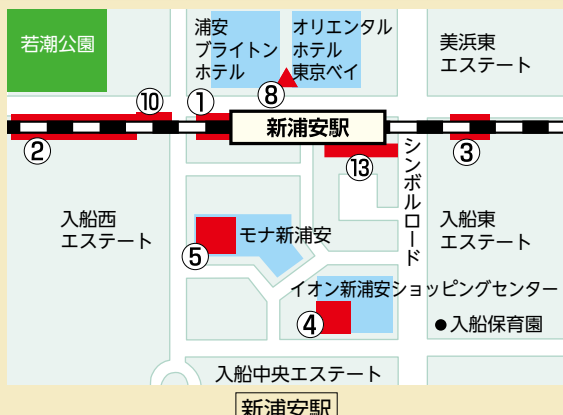 若潮公園
浦安
ブライトン
ホテル
オリエンタル
ホテル
東京ベイ
美浜東
エステート
⑧
⑩
①
新浦安駅
②
③
⑬
シンボルロード
入船西
エステート
モナ新浦安
入船東
エステート
⑤
イオン新浦安ショッピングセンター
④
●入船保育園
入船中央エステート
新浦安駅